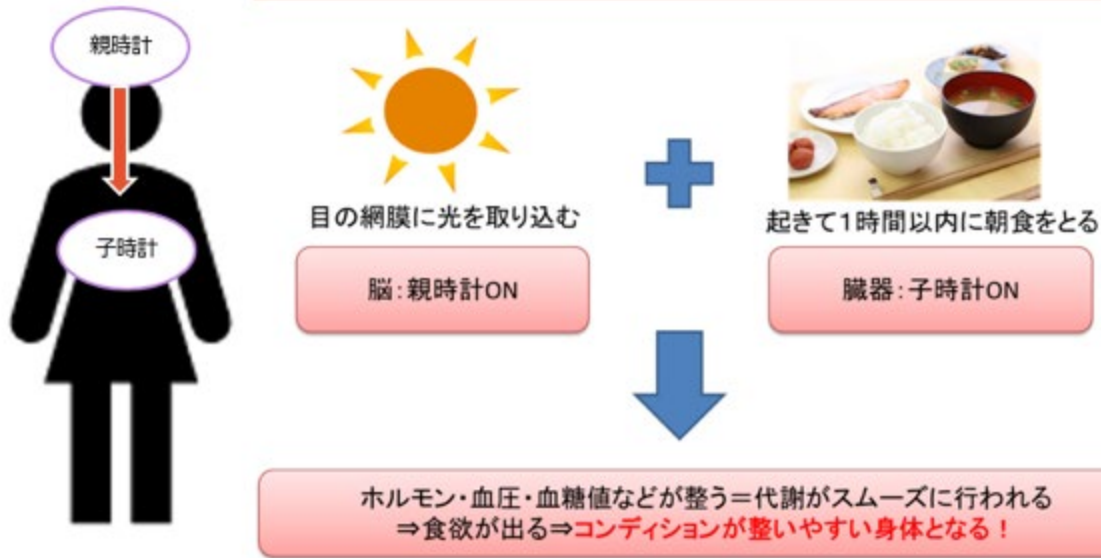 親時計
子時計
目の網膜に光を取り込む
起きて1時間以内に朝食をとる
脳:親時計ON
臓器:子時計ON
ホルモン・血圧・血糖値などが整う=代謝がスムーズに行われる
⇒食欲が出る⇒コンディションが整いやすい身体となる!